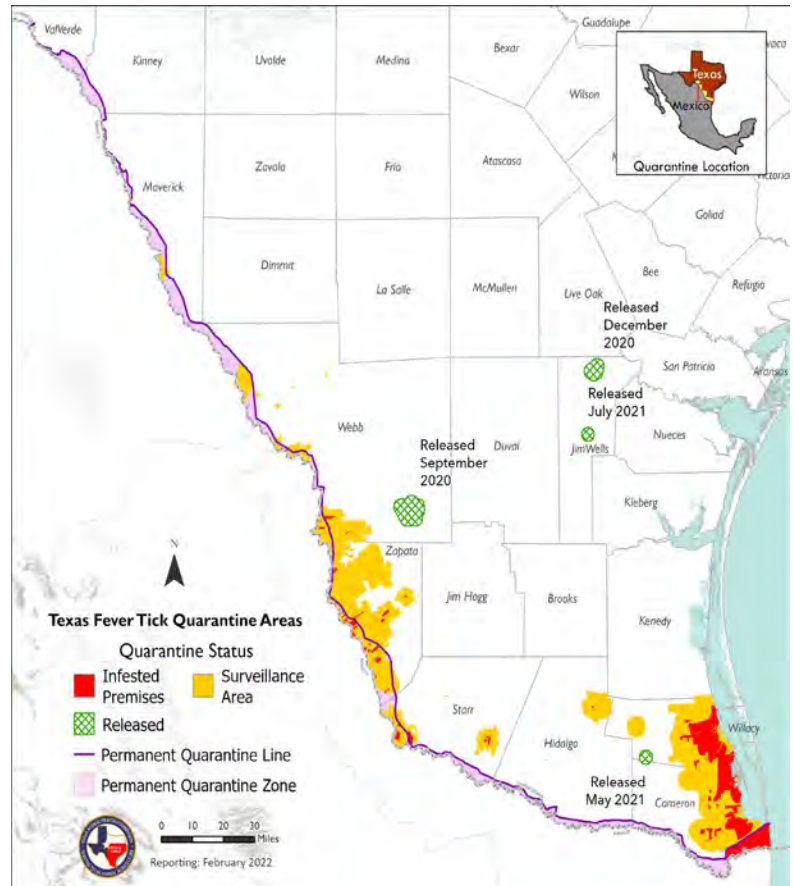 ValVerde
Kinney
Uvalde
Medina
Bexar
Guadalupe
Wilson
Texas
Mexico
Quarantine Location
Maverick
Zavala
Frio
Atascosa
Goliad
Dimmit
La Salle
McMullen
Live Oak
Bee
Refugio
Released
December
2020
San Patricio
Aransas
Released
July 2021
Webb
Duval
JimWells
Nueces
Released
September
2020
Kleberg
N
Zapata
Jim Hogg
Brooks
Kenedy
Texas Fever Tick Quarantine Areas
Quarantine Status
Infested
Premises
Surveillance
Area
Released
Permanent Quarantine Line
Permanent Quarantine Zone
Starr
Hidalgo
Willacy
Released
May 2021
Cameron
0 10 20 30
Miles
Reporting: February 2022